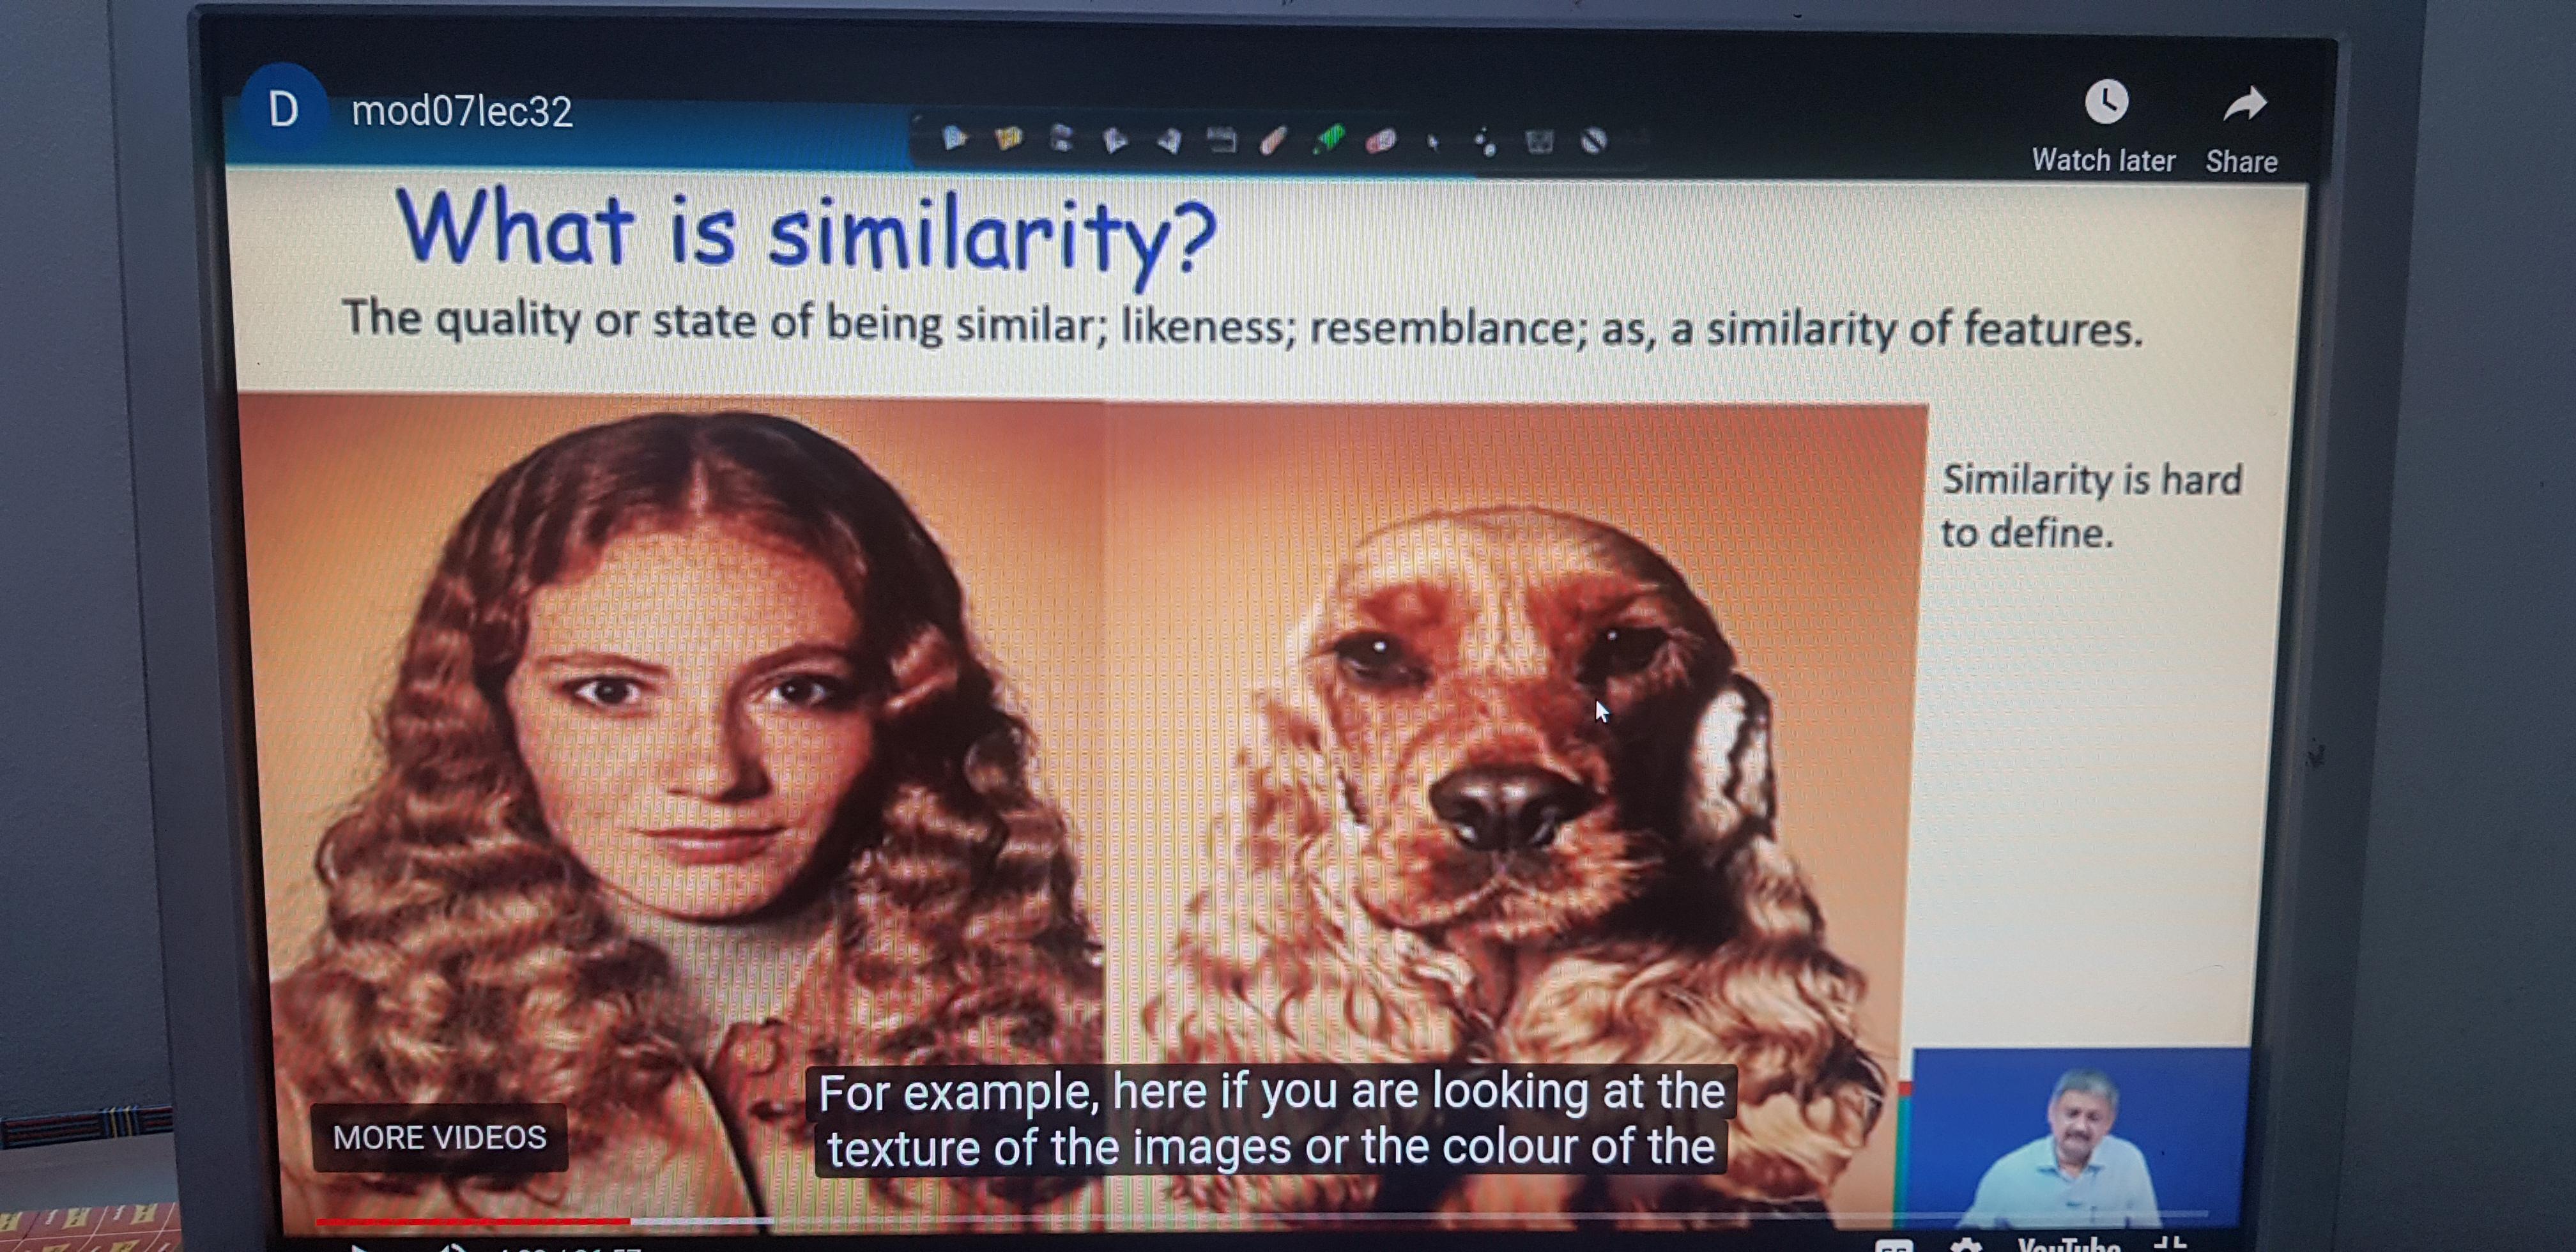 D
mod07lec32
Watch later
Share
What is similarity?
The quality or state of being similar; likeness; resemblance; as, a similarity of features.
Similarity is hard
to define.
For example, here if you are looking at the
texture of the images or the colour of the
MORE VIDEOS
YouTube